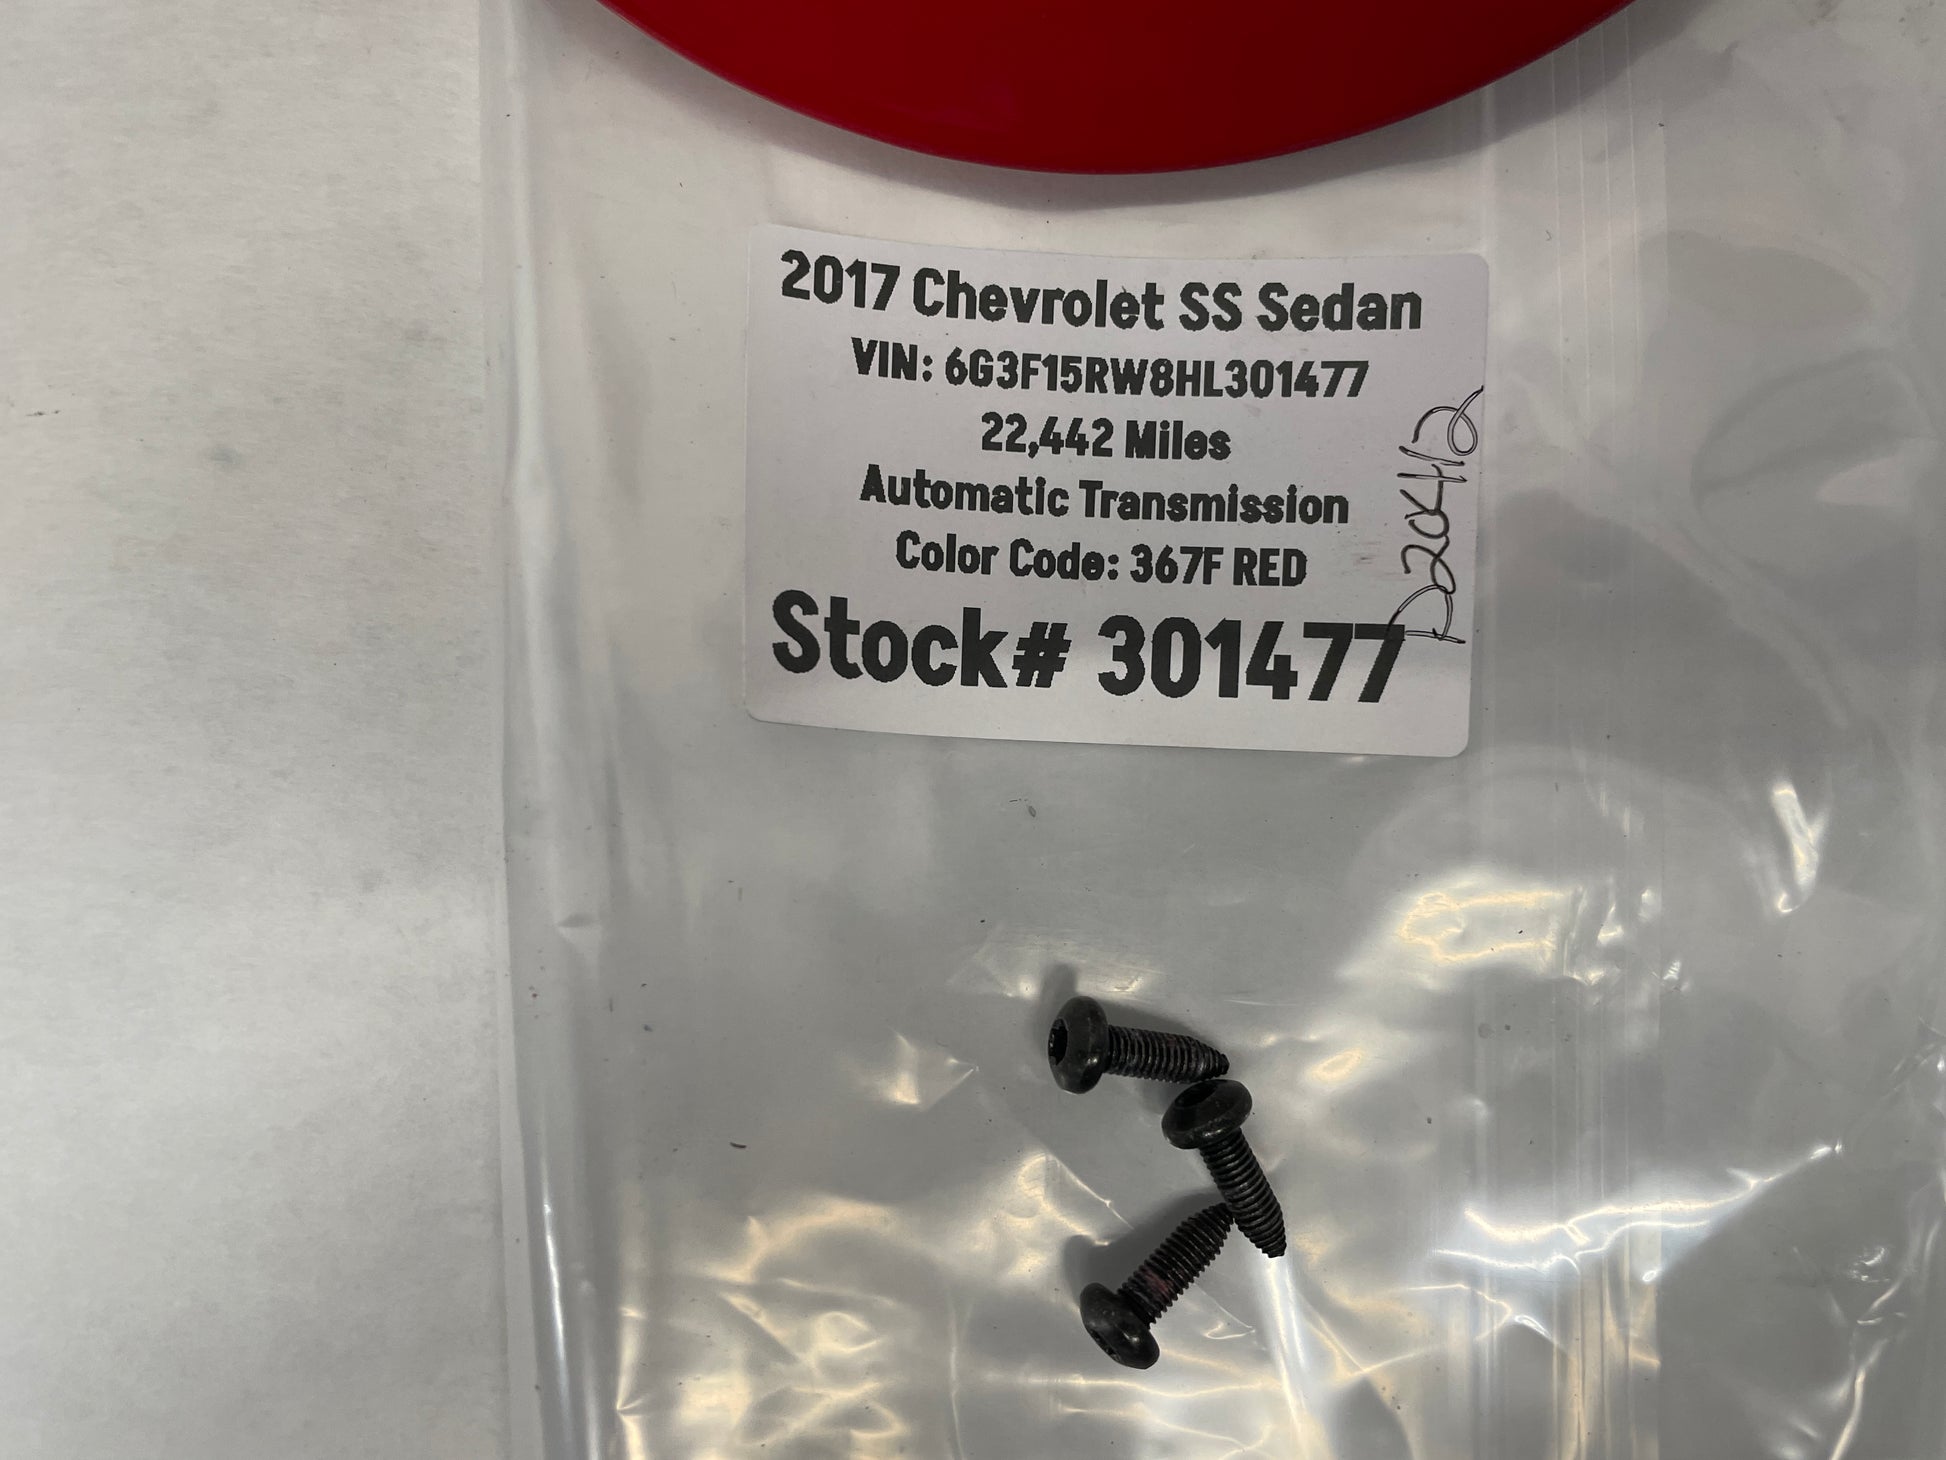 2017 Chevrolet SS Sedan
VIN: 6G3F15RW8HL301477
22,442 Miles
Automatic Transmission
Color Code: 367F RED
Stock# 301477